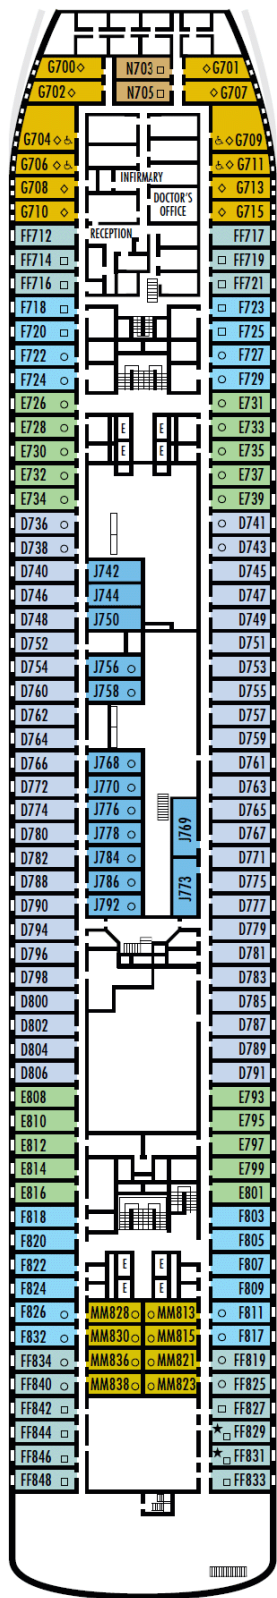 G700◇ N703□ ◇G701
G702◇ N705□ ◇G707
G704◇♿ ♿◇G709
G706◇♿ INFIRMARY ♿◇G711
G708◇ DOCTOR'S ◇G713
G710◇ OFFICE ◇G715
FF712 RECEPTION FF717
FF714□ □FF719
FF716□ □FF721
F718□ □F723
F720□ □F725
F722○ ○F727
F724○ ○F729
E726○ ○E731
E728○ E E ○E733
E730○ E E ○E735
E732○ ○E737
E734○ ○E739
D736○ ○D741
D738○ ○D743
D740 J742 D745
D746 J744 D747
D748 J750 D749
D752 D751
D754 J756○ D753
D760 J758○ D755
D762 D757
D764 D759
D766 J768○ D761
D772 J770○ D763
D774 J776○ J769 D765
D780 J778○ D767
D782 J784○ D771
D788 J786○ J773 D775
D790 J792○ D777
D794 D779
D796 D781
D798 D783
D800 D785
D802 D787
D804 D789
D806 D791
E808 E793
E810 E795
E812 E797
E814 E799
E816 E801
F818 F803
F820 F805
F822 E E F807
F824 E E F809
F826○ MM828○ ○MM813 ○F811
F832○ MM830○ ○MM815 ○F817
FF834○ MM836○ ○MM821 ○FF819
FF840○ MM838○ ○MM823 ○FF825
FF842□ □FF827
FF844□ ★□FF829
FF846□ ★□FF831
FF848□ □FF833